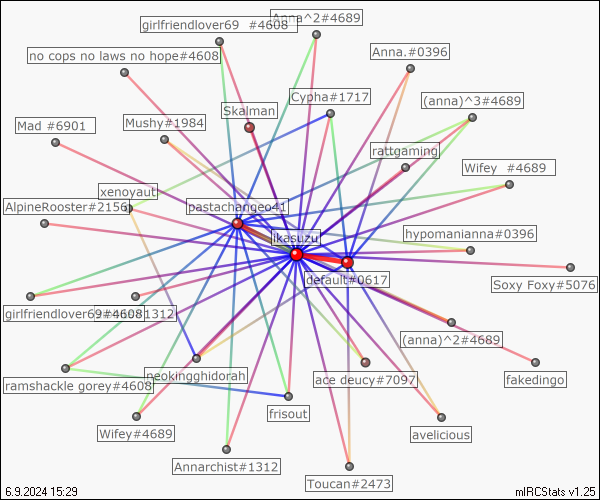 girlfriendlover69 #4608
Anna^2#4689
no cops no laws no hope#4608
Anna.#0396
Cypha#1717
(anna)^3#4689
Skalman
Mad #6901
Mushy#1984
rattgaming
Wifey #4689
xenoyaut
AlpineRooster#2156
pastachangeo41
hypomanianna#0396
ikasuzu
default#0617
Soxy Foxy#5076
girlfriendlover69#4608
1312
(anna)^2#4689
ramshackle gorey#4608
neokingghidorah
ace deucy#7097
fakedingo
frisout
Wifey#4689
avelicious
Annarchist#1312
Toucan#2473
6.9.2024 15:29
mIRCStats v1.25